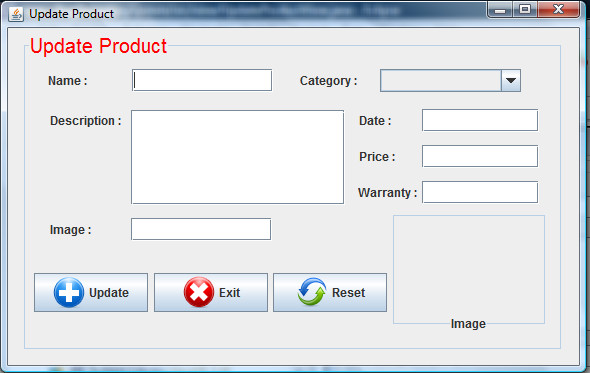 Update Product
Update Product
Name : Category :
Description : Date :
Price :
Warranty :
Image :
Update Exit Reset
Image